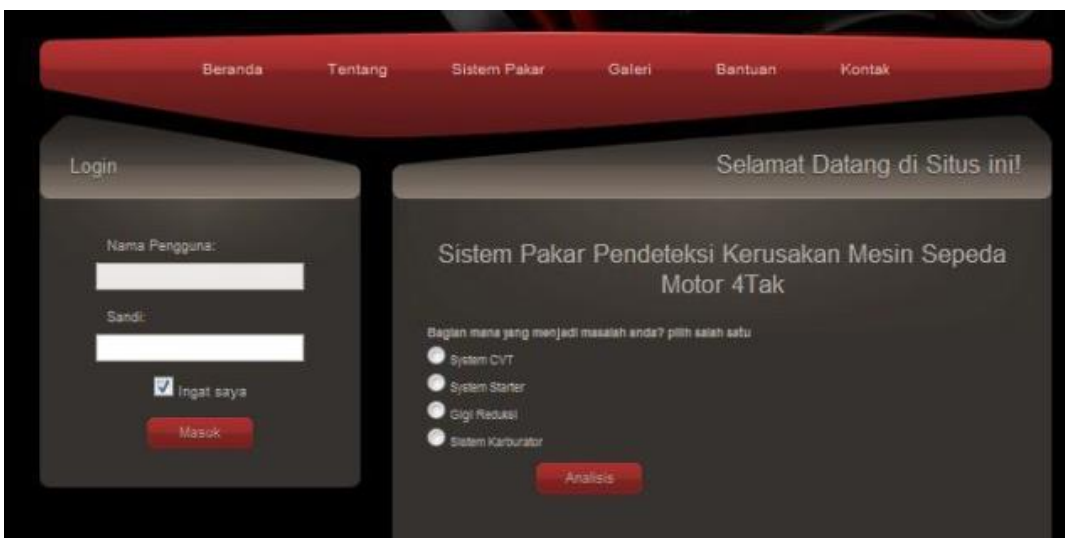 Beranda Tentang Sistem Pakar Galeri Bantuan Kontak
Login
Nama Pengguna:
Sandi:
Ingat saya
Masuk
Selamat Datang di Situs ini!
Sistem Pakar Pendeteksi Kerusakan Mesin Sepeda
Motor 4Tak
Bagian mana yang menjadi masalah anda? pilih salah satu
System CVT
System Starter
Gigi Reduksi
Sistem Karburator
Analisis